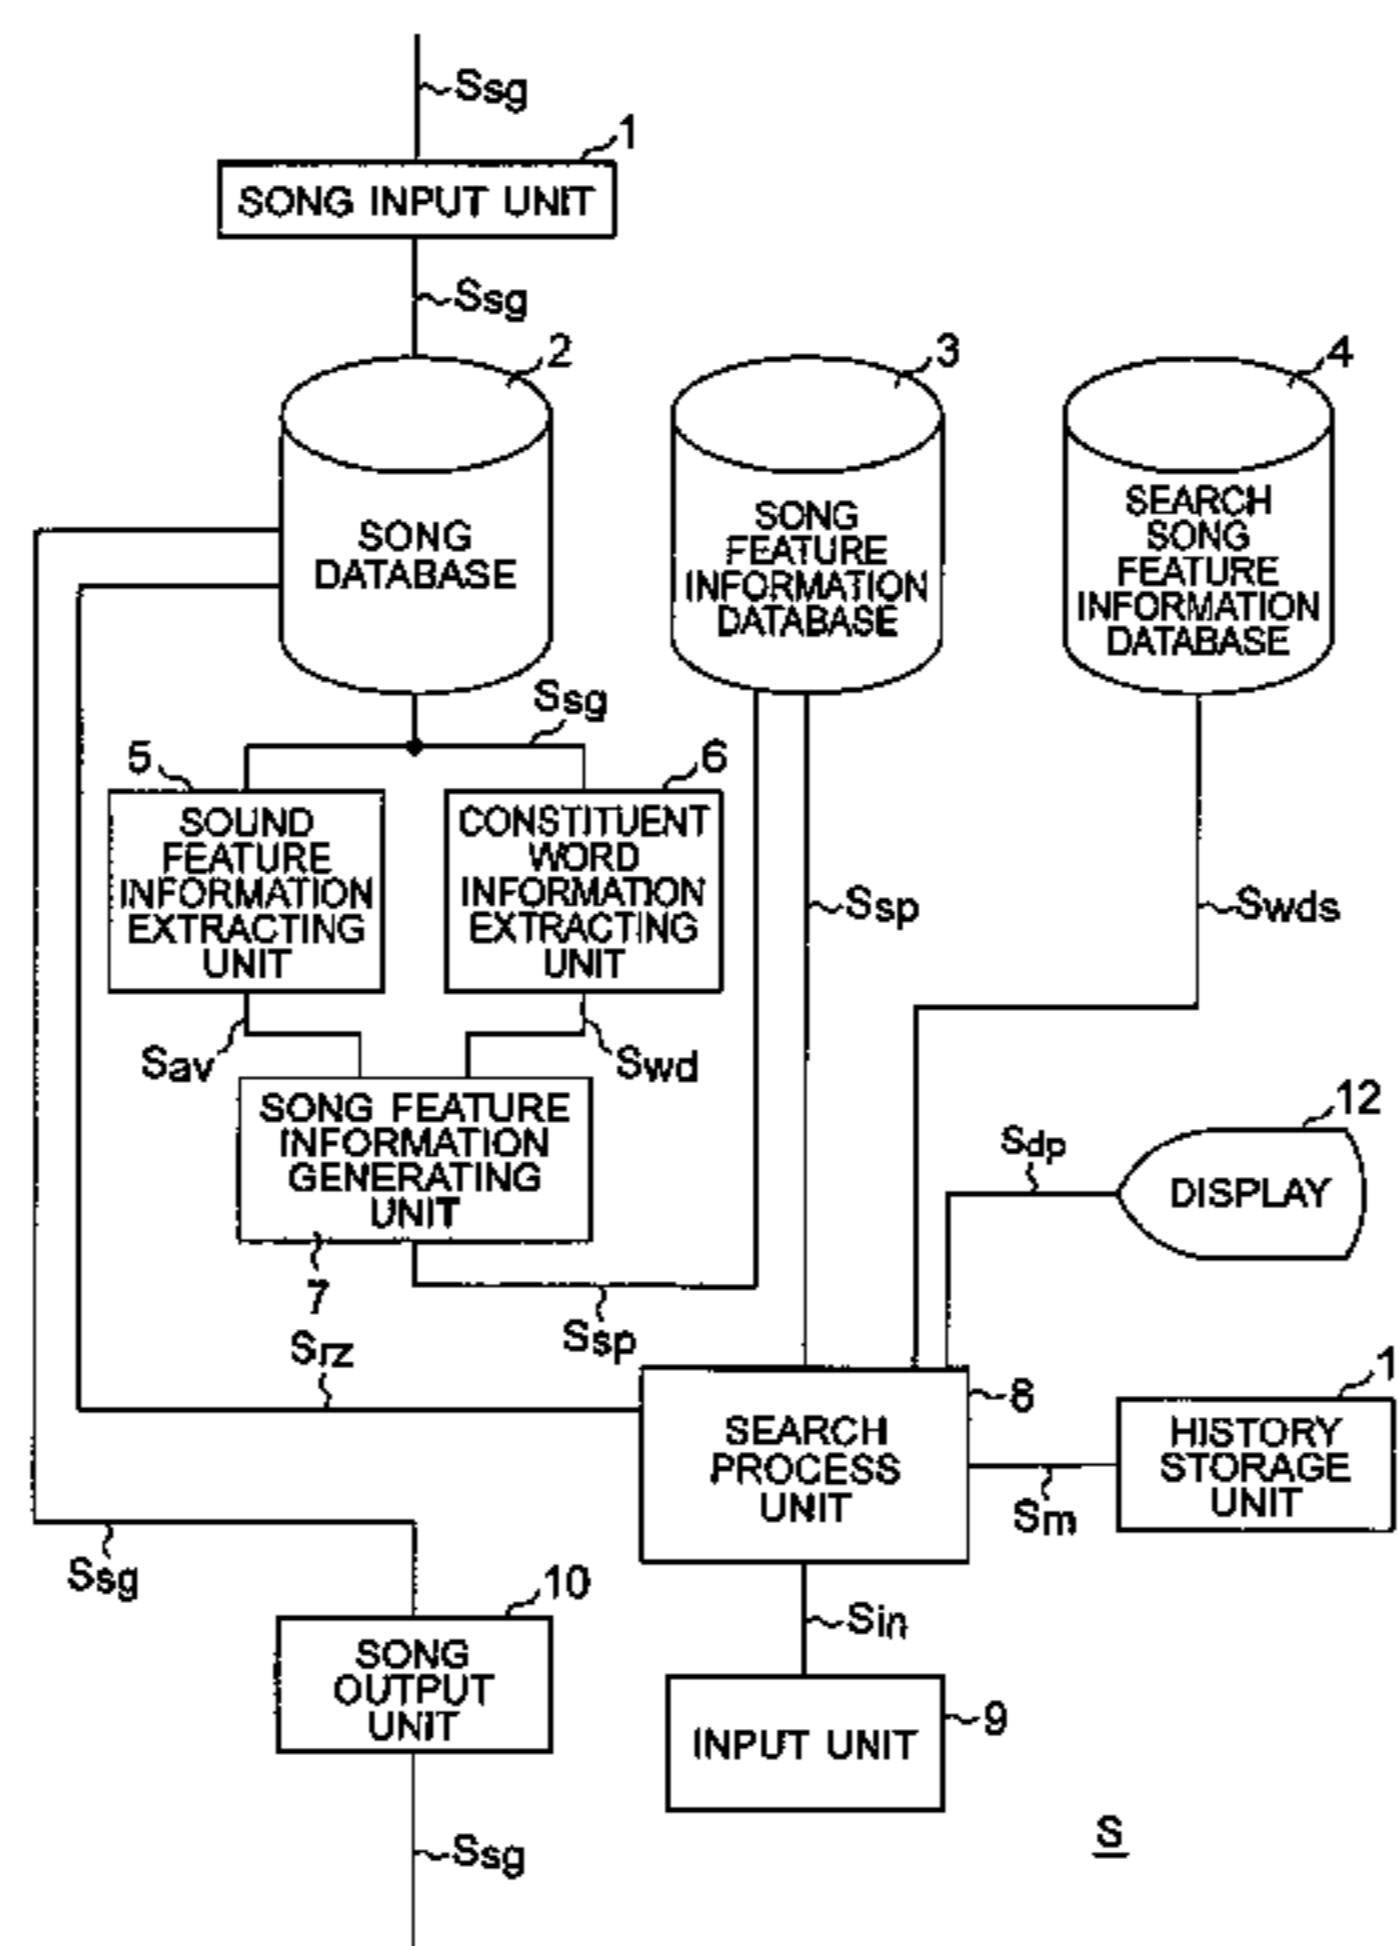 Ssg
1
SONG INPUT UNIT
Ssg
2
3
4
SONG
DATABASE
SONG
FEATURE
INFORMATION
DATABASE
SEARCH
SONG
FEATURE
INFORMATION
DATABASE
Ssg
5
6
SOUND
FEATURE
INFORMATION
EXTRACTING
UNIT
CONSTITUENT
WORD
INFORMATION
EXTRACTING
UNIT
Ssp
Swds
Sav
Swd
SONG FEATURE
INFORMATION
GENERATING
UNIT
7
Ssp
12
Sdp
DISPLAY
Srz
8
SEARCH
PROCESS
UNIT
1
HISTORY
STORAGE
UNIT
Sm
Ssg
10
SONG
OUTPUT
UNIT
Sin
9
INPUT UNIT
Ssg
S